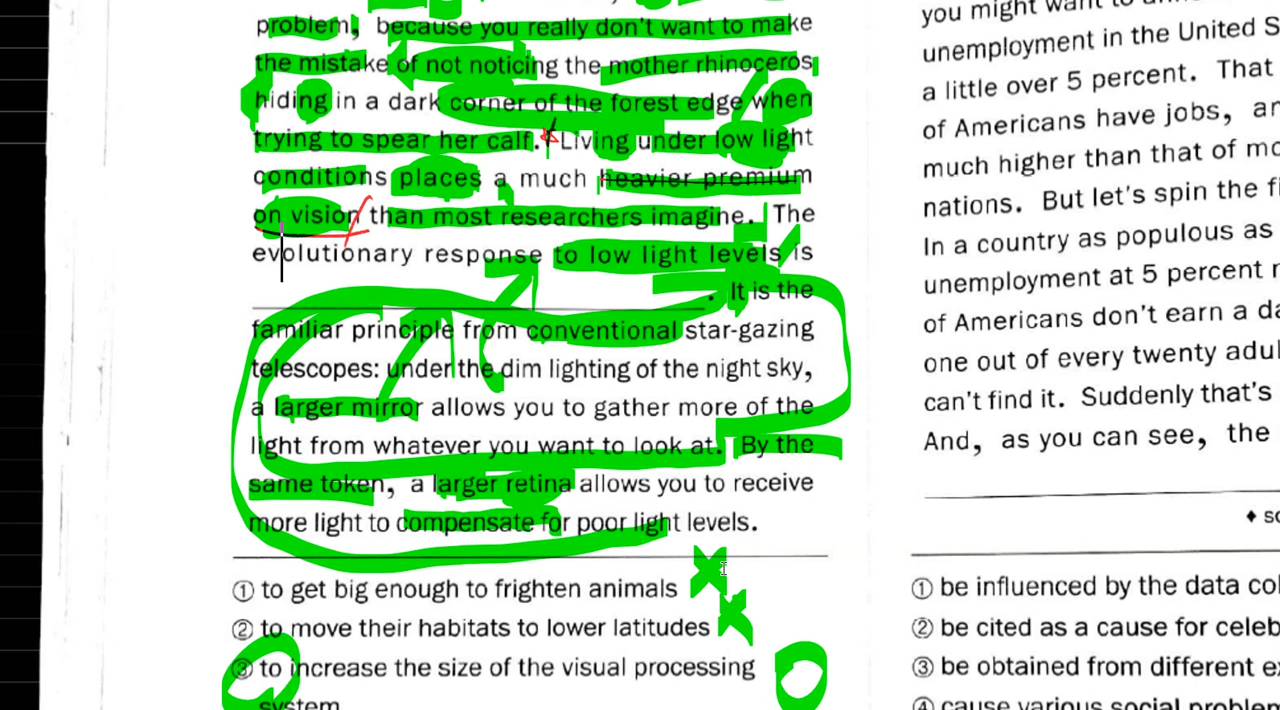 problem, because you really don't want to make
the mistake of not noticing the mother rhinoceros
hiding in a dark corner of the forest edge when
trying to spear her calf. Living under low light
conditions places a much heavier premium
on vision than most researchers imagine. The
evolutionary response to low light levels is
. It is the
familiar principle from conventional star-gazing
telescopes: under the dim lighting of the night sky,
a larger mirror allows you to gather more of the
light from whatever you want to look at. By the
same token, a larger retina allows you to receive
more light to compensate for poor light levels.
① to get big enough to frighten animals
② to move their habitats to lower latitudes
③ to increase the size of the visual processing
system
you might want to
unemployment in the United S
a little over 5 percent. That
of Americans have jobs, an
much higher than that of mo
nations. But let's spin the fi
In a country as populous as
unemployment at 5 percent r
of Americans don't earn a da
one out of every twenty adul
can't find it. Suddenly that's
And, as you can see, the
♦ so
① be influenced by the data col
② be cited as a cause for celeb
③ be obtained from different e
④ cause various social problem